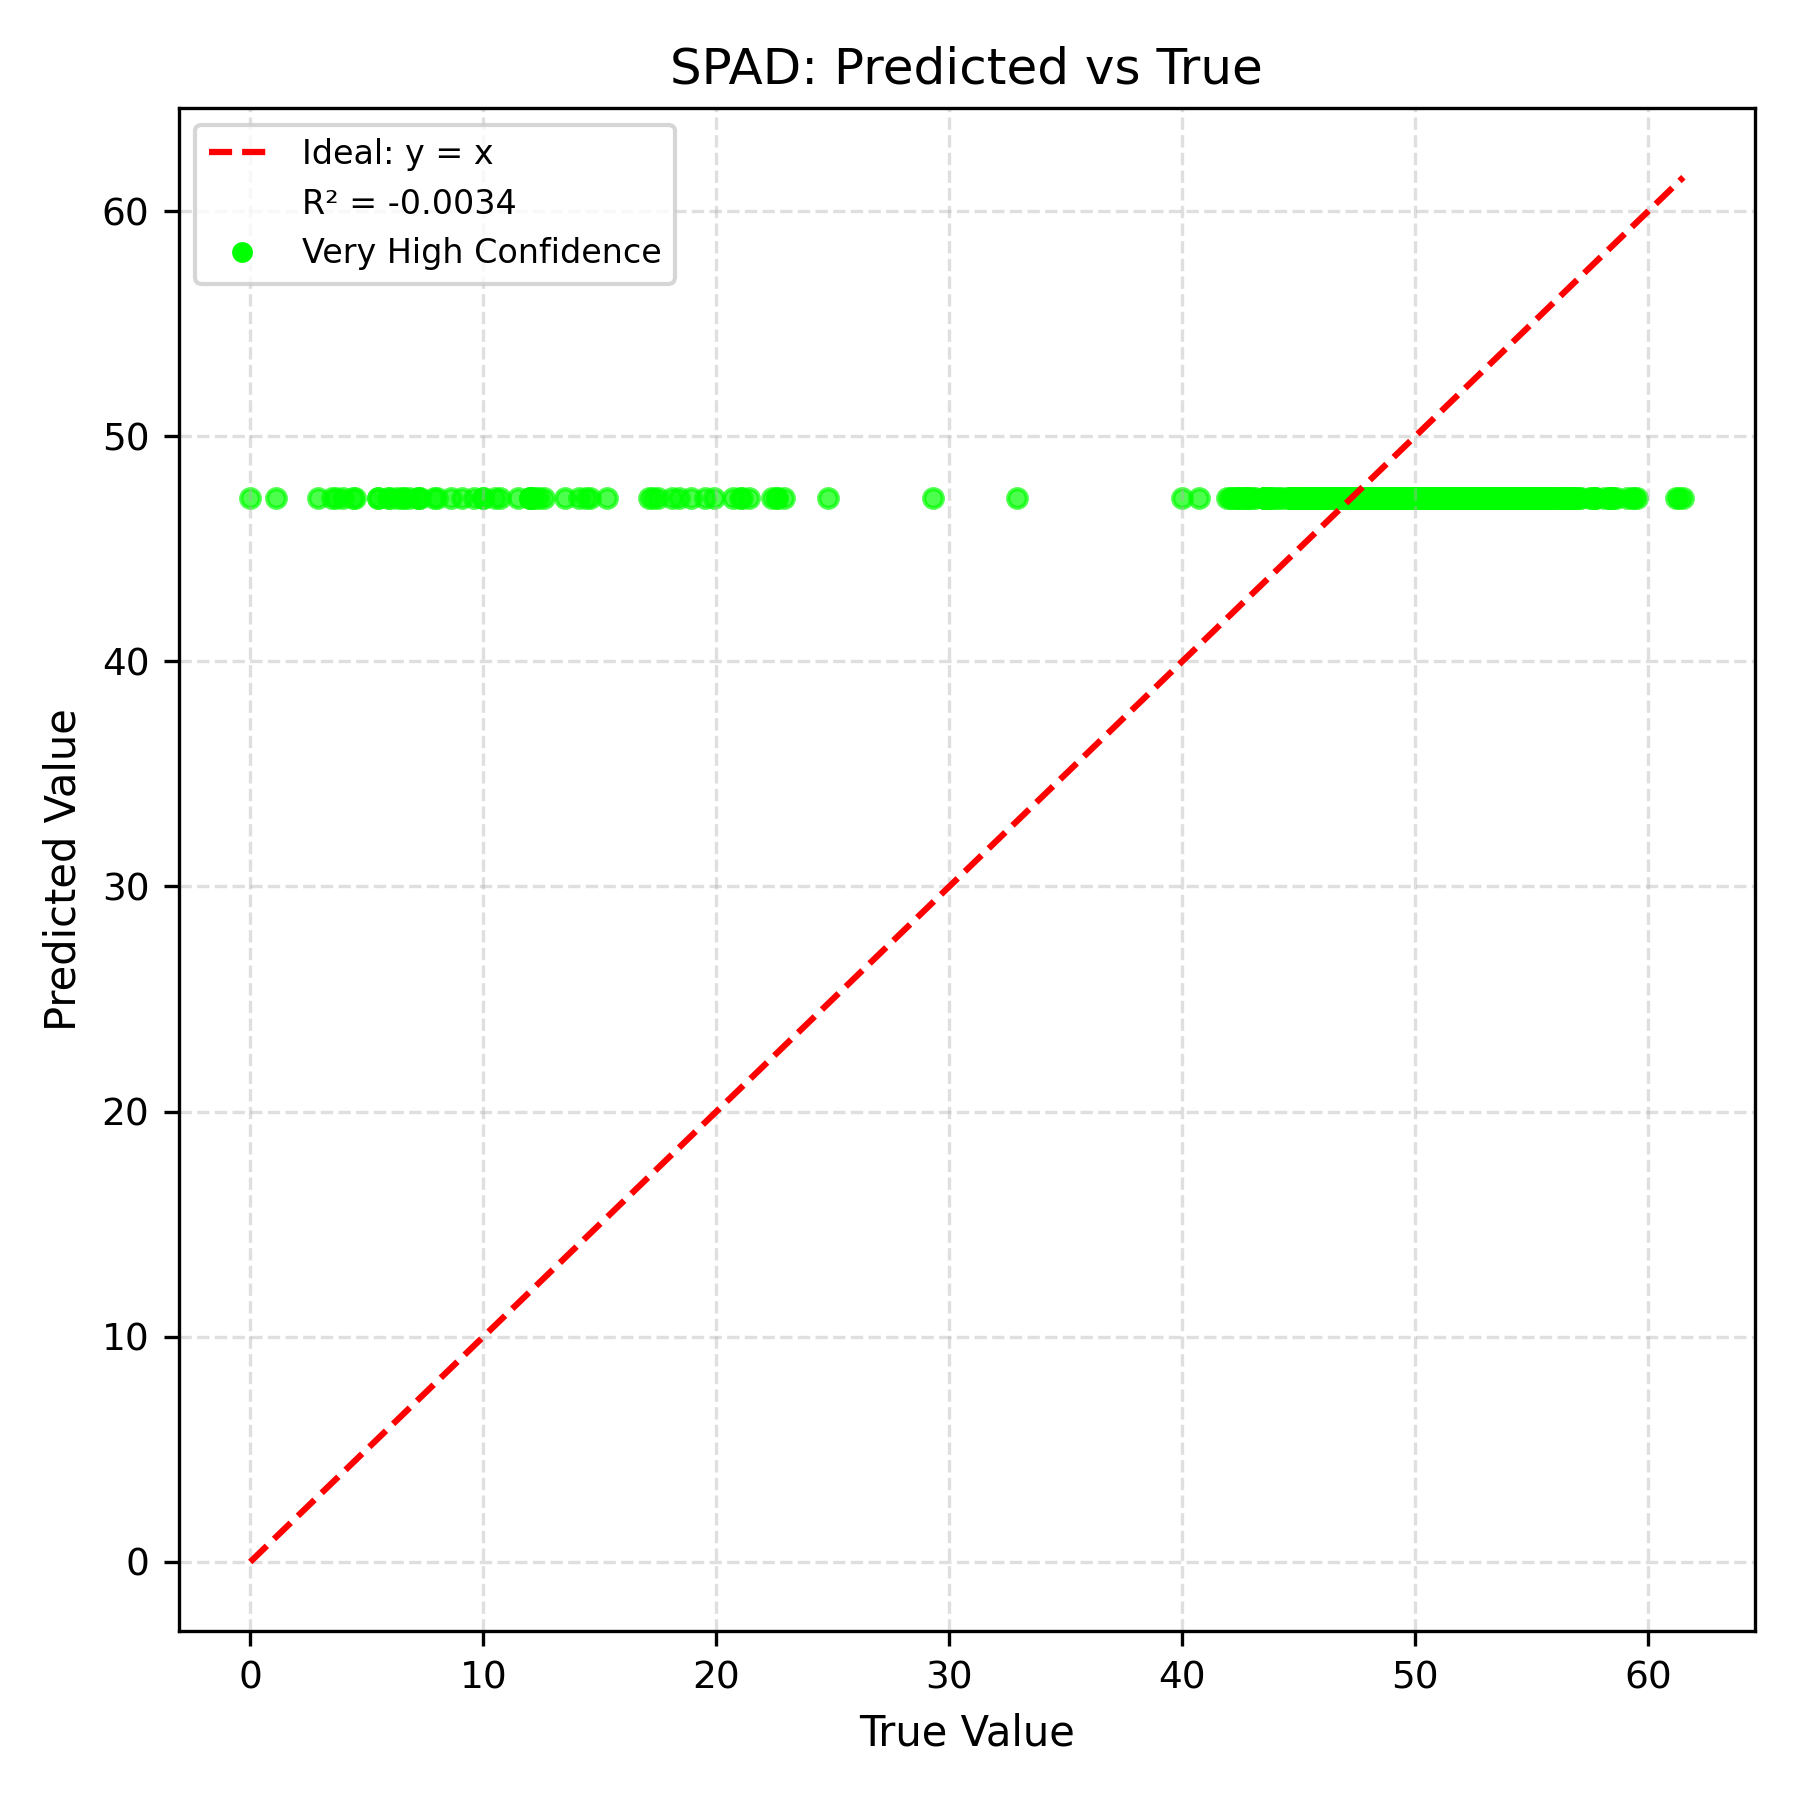 SPAD: Predicted vs True
Ideal: y = x
R² = -0.0034
Very High Confidence
Predicted Value
60
50
40
30
20
10
0
0 10 20 30 40 50 60
True Value